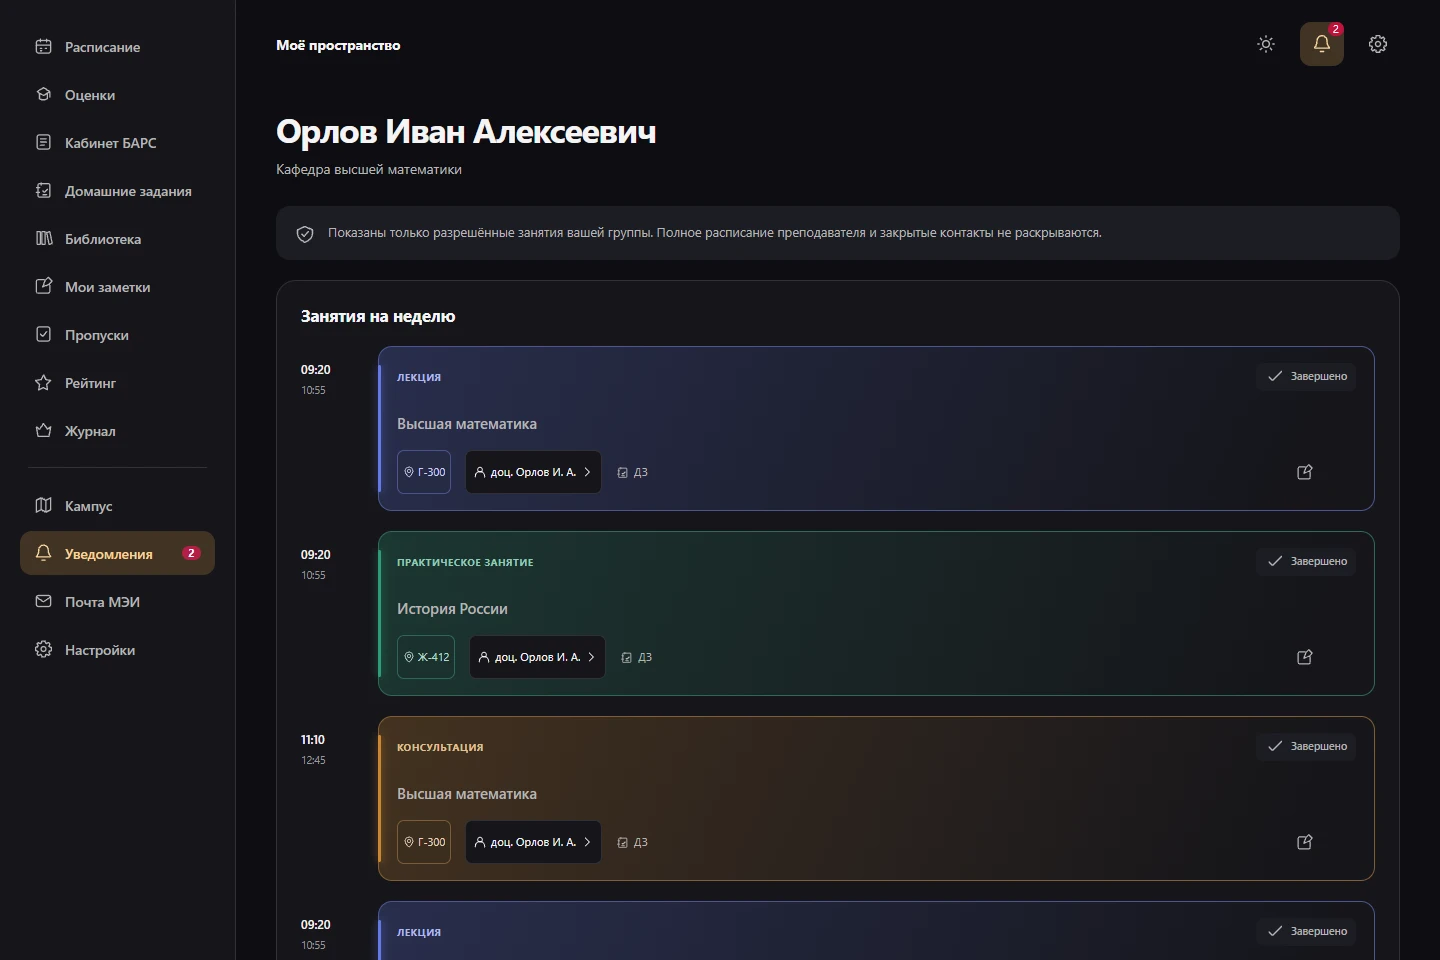 Расписание
Оценки
Кабинет БАРС
Домашние задания
Библиотека
Мои заметки
Пропуски
Рейтинг
Журнал
Кампус
Уведомления 2
Почта МЭИ
Настройки
Моё пространство
2
Орлов Иван Алексеевич
Кафедра высшей математики
Показаны только разрешённые занятия вашей группы. Полное расписание преподавателя и закрытые контакты не раскрываются.
Занятия на неделю
09:20
10:55
ЛЕКЦИЯ
Завершено
Высшая математика
Г-300 доц. Орлов И. А. ДЗ
09:20
10:55
ПРАКТИЧЕСКОЕ ЗАНЯТИЕ
Завершено
История России
Ж-412 доц. Орлов И. А. ДЗ
11:10
12:45
КОНСУЛЬТАЦИЯ
Завершено
Высшая математика
Г-300 доц. Орлов И. А. ДЗ
09:20
10:55
ЛЕКЦИЯ
Завершено